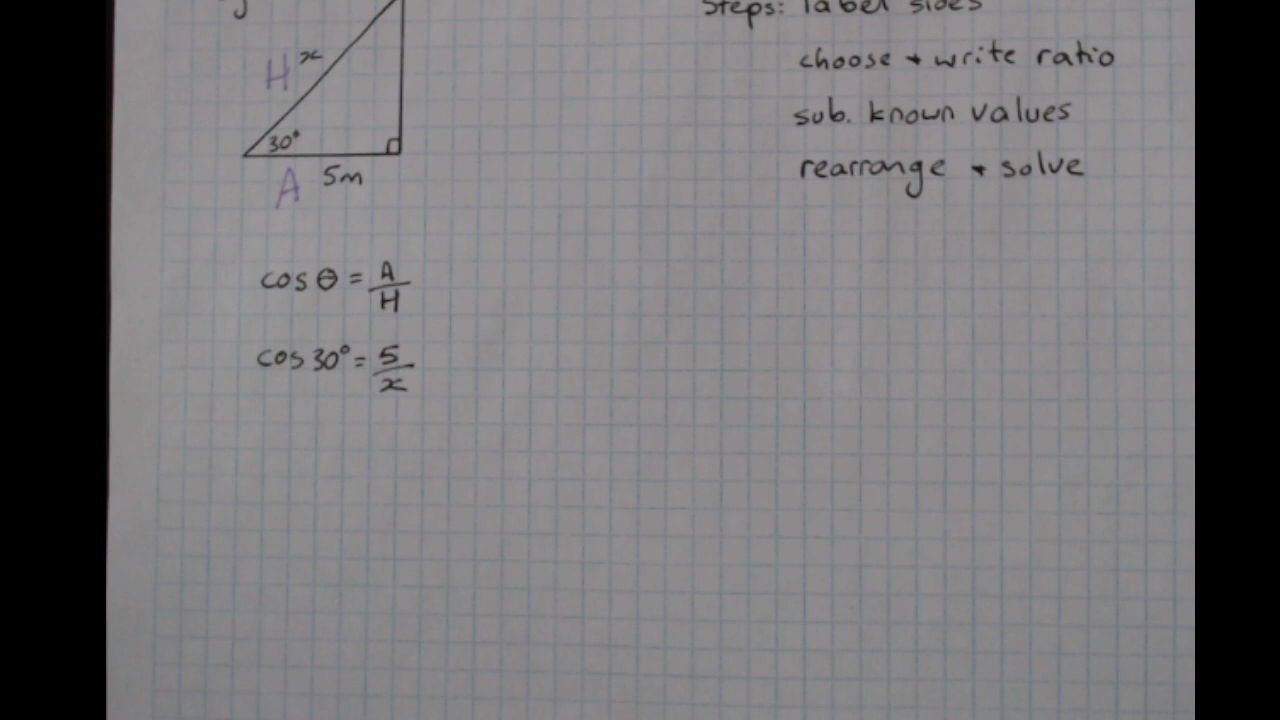 Steps: label sides
choose + write ratio
sub. known values
rearrange + solve
H x
30°
A 5m
cos θ = A/H
cos 30° = 5/x